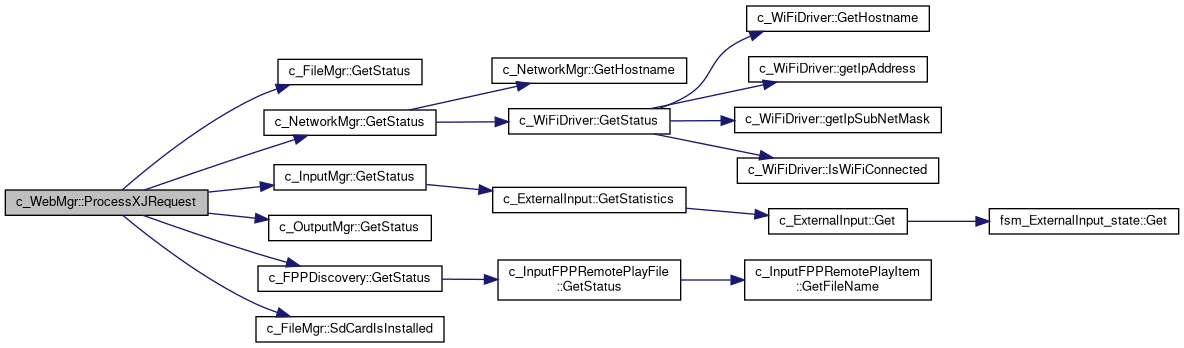 c_WebMgr::ProcessXJRequest
c_FileMgr::GetStatus
c_NetworkMgr::GetStatus
c_InputMgr::GetStatus
c_OutputMgr::GetStatus
c_FPPDiscovery::GetStatus
c_FileMgr::SdCardIsInstalled
c_NetworkMgr::GetHostname
c_WiFiDriver::GetStatus
c_ExternalInput::GetStatistics
c_InputFPPRemotePlayFile
::GetStatus
c_WiFiDriver::GetHostname
c_WiFiDriver::getIpAddress
c_WiFiDriver::getIpSubNetMask
c_WiFiDriver::IsWiFiConnected
c_ExternalInput::Get
c_InputFPPRemotePlayItem
::GetFileName
fsm_ExternalInput_state::Get